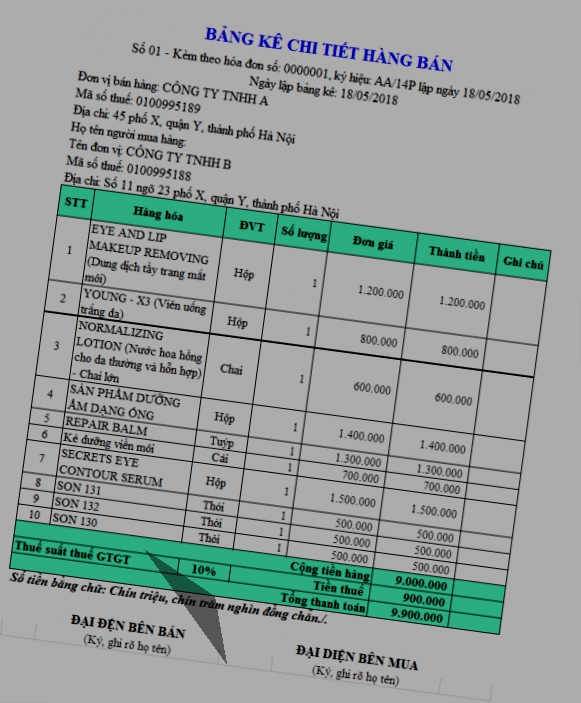 BẢNG KÊ CHI TIẾT HÀNG BÁN
Số 01 - Kèm theo hóa đơn số: 0000001, ký hiệu: AA/14P lập ngày 18/05/2018
Ngày lập bảng kê: 18/05/2018
Đơn vị bán hàng: CÔNG TY TNHH A
Mã số thuế: 0100995189
Địa chỉ: 45 phố X, quận Y, thành phố Hà Nội
Họ tên người mua hàng:
Tên đơn vị: CÔNG TY TNHH B
Mã số thuế: 0100995188
Địa chỉ: Số 11 ngõ 23 phố X, quận Y, thành phố Hà Nội
STT Hàng hóa ĐVT Số lượng Đơn giá Thành tiền Ghi chú
1 EYE AND LIP MAKEUP REMOVING (Dung dịch tẩy trang mắt môi) Hộp 1 1.200.000 1.200.000
2 YOUNG - X3 (Viên uống trắng da) Hộp 1 800.000 800.000
3 NORMALIZING LOTION (Nước hoa hồng cho da thường và hỗn hợp) - Chai lớn Chai 1 600.000 600.000
4 SẢN PHẨM DƯỠNG ẨM DẠNG ỐNG Hộp 1 1.400.000 1.400.000
5 REPAIR BALM Tuýp 1 1.300.000 1.300.000
6 Kẻ dưỡng viền môi Cái 1 700.000 700.000
7 SECRETS EYE CONTOUR SERUM Hộp 1 1.500.000 1.500.000
8 SON 131 Thỏi 1 500.000 500.000
9 SON 132 Thỏi 1 500.000 500.000
10 SON 130 Thỏi 1 500.000 500.000
Cộng tiền hàng 9,000.000
Thuế suất thuế GTGT 10% Tiền thuế 900.000
Tổng thanh toán 9,900.000
Số tiền bằng chữ: Chín triệu, chín trăm nghìn đồng chẵn./.
ĐẠI ĐỆN BÊN BÁN
(Ký, ghi rõ họ tên)
ĐẠI DIỆN BÊN MUA
(Ký, ghi rõ họ tên)